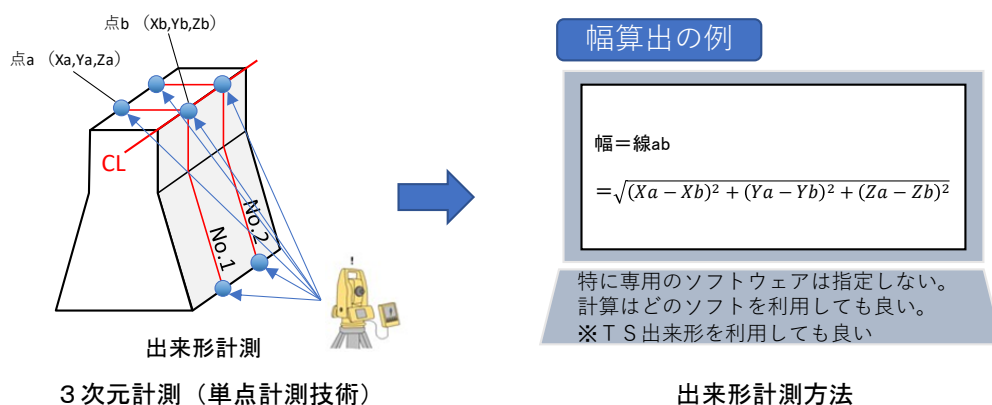 点b （Xb,Yb,Zb）
点a （Xa,Ya,Za）
CL
No.1
No.2
出来形計測
３次元計測（単点計測技術）
幅算出の例
幅＝線ab
=√(Xa − Xb)² + (Ya − Yb)² + (Za − Zb)²
特に専用のソフトウェアは指定しない。
計算はどのソフトを利用しても良い。
※ＴＳ出来形を利用しても良い
出来形計測方法